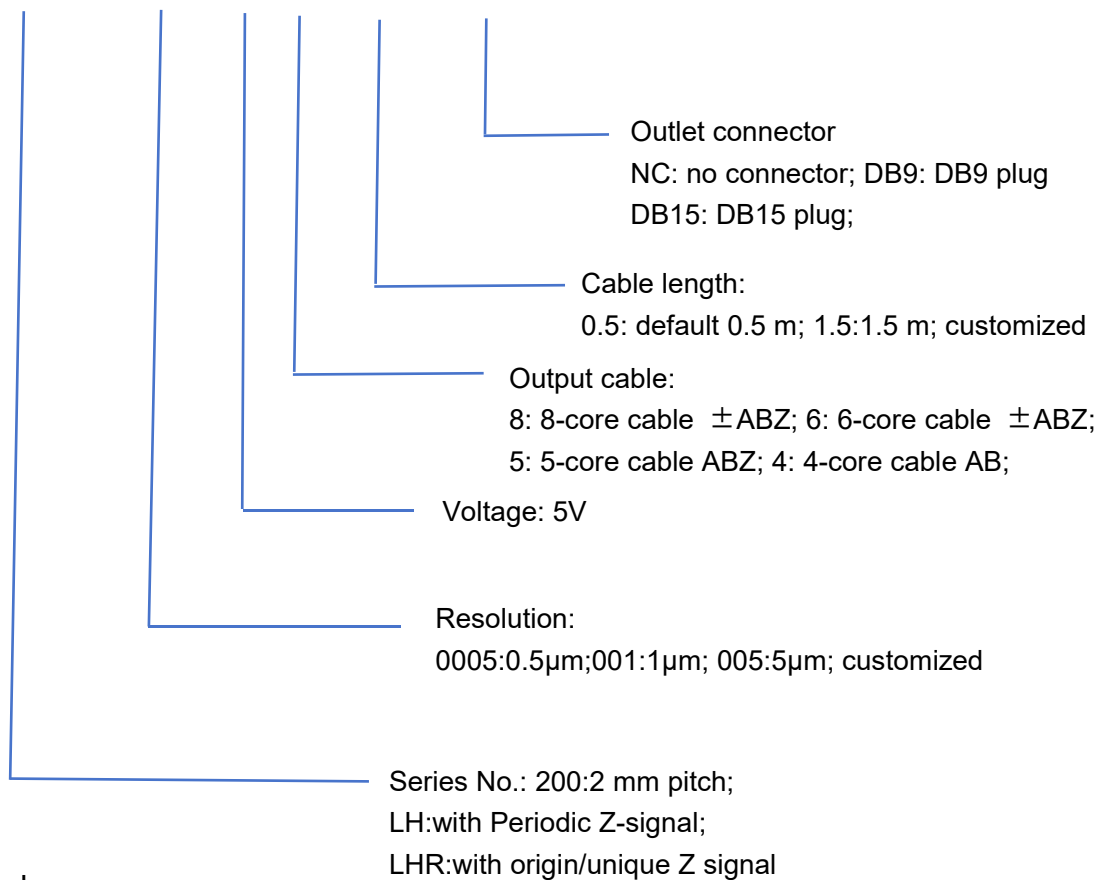 Outlet connector
NC: no connector; DB9: DB9 plug
DB15: DB15 plug;
Cable length:
0.5: default 0.5 m; 1.5:1.5 m; customized
Output cable:
8: 8-core cable ±ABZ; 6: 6-core cable ±ABZ;
5: 5-core cable ABZ; 4: 4-core cable AB;
Voltage: 5V
Resolution:
0005:0.5μm;001:1μm; 005:5μm; customized
Series No.: 200:2 mm pitch;
LH:with Periodic Z-signal;
LHR:with origin/unique Z signal